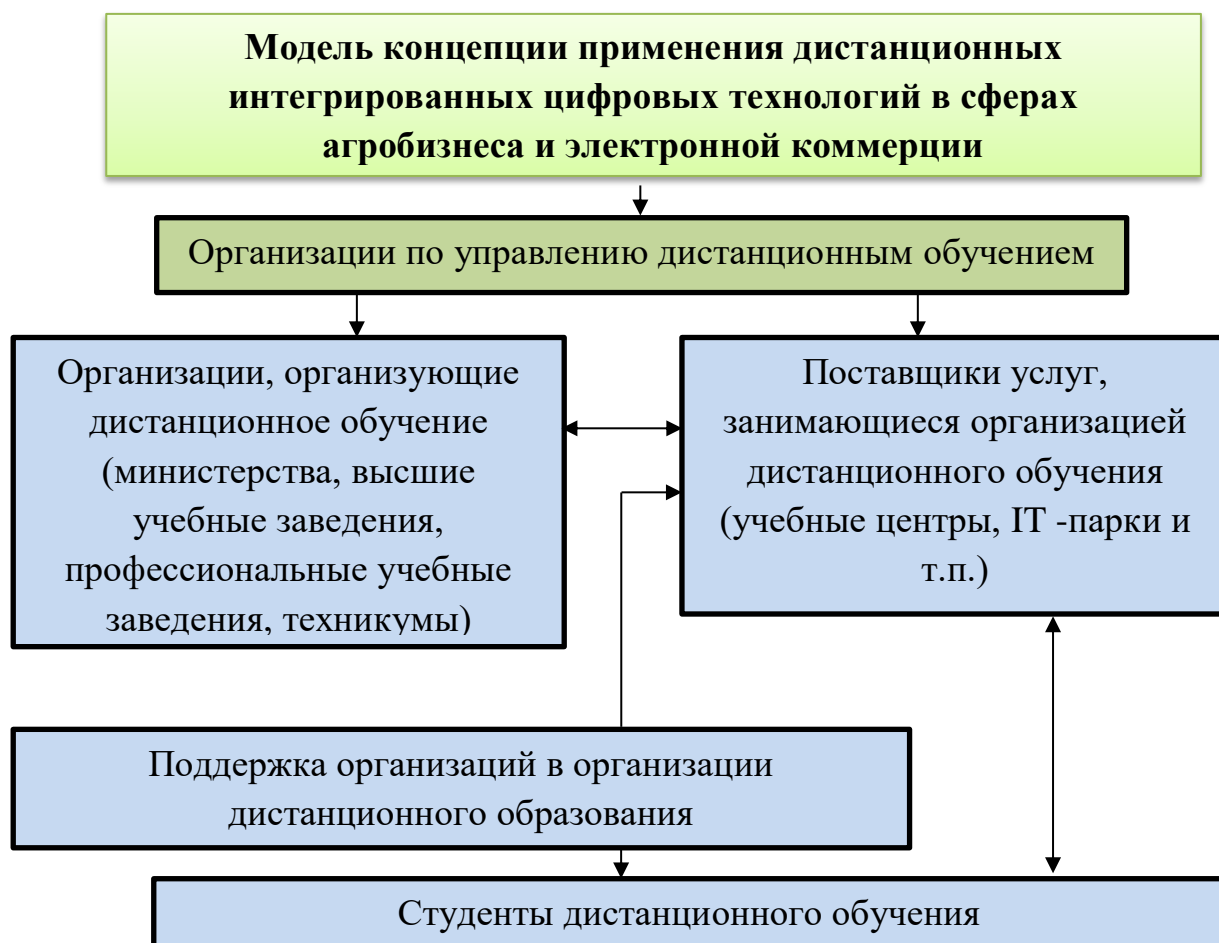 Модель концепции применения дистанционных
интегрированных цифровых технологий в сферах
агробизнеса и электронной коммерции
Организации по управлению дистанционным обучением
Организации, организующие
дистанционное обучение
(министерства, высшие
учебные заведения,
профессиональные учебные
заведения, техникумы)
Поставщики услуг,
занимающиеся организацией
дистанционного обучения
(учебные центры, IT -парки и
т.п.)
Поддержка организаций в организации
дистанционного образования
Студенты дистанционного обучения